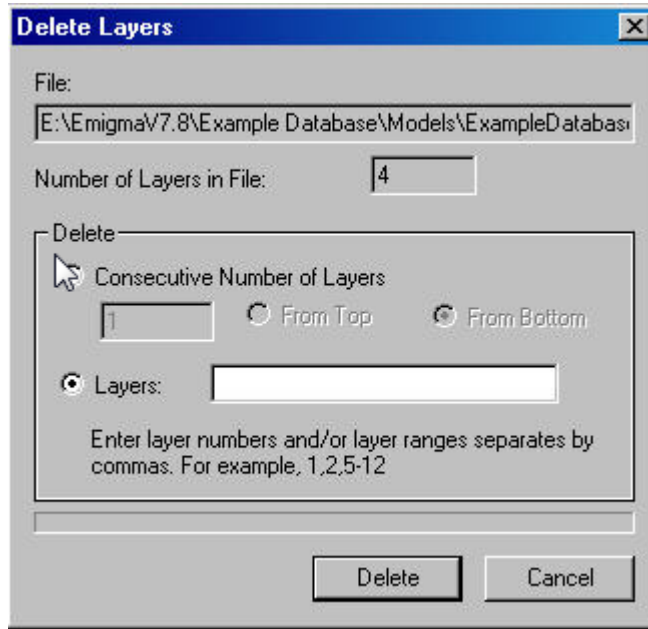 Delete Layers
File:
E:\EmigmaV7.8\Example Database\Models\ExampleDatabase
Number of Layers in File: 4
Delete
Consecutive Number of Layers
1 From Top From Bottom
Layers:
Enter layer numbers and/or layer ranges separates by
commas. For example, 1,2,5-12
Delete Cancel